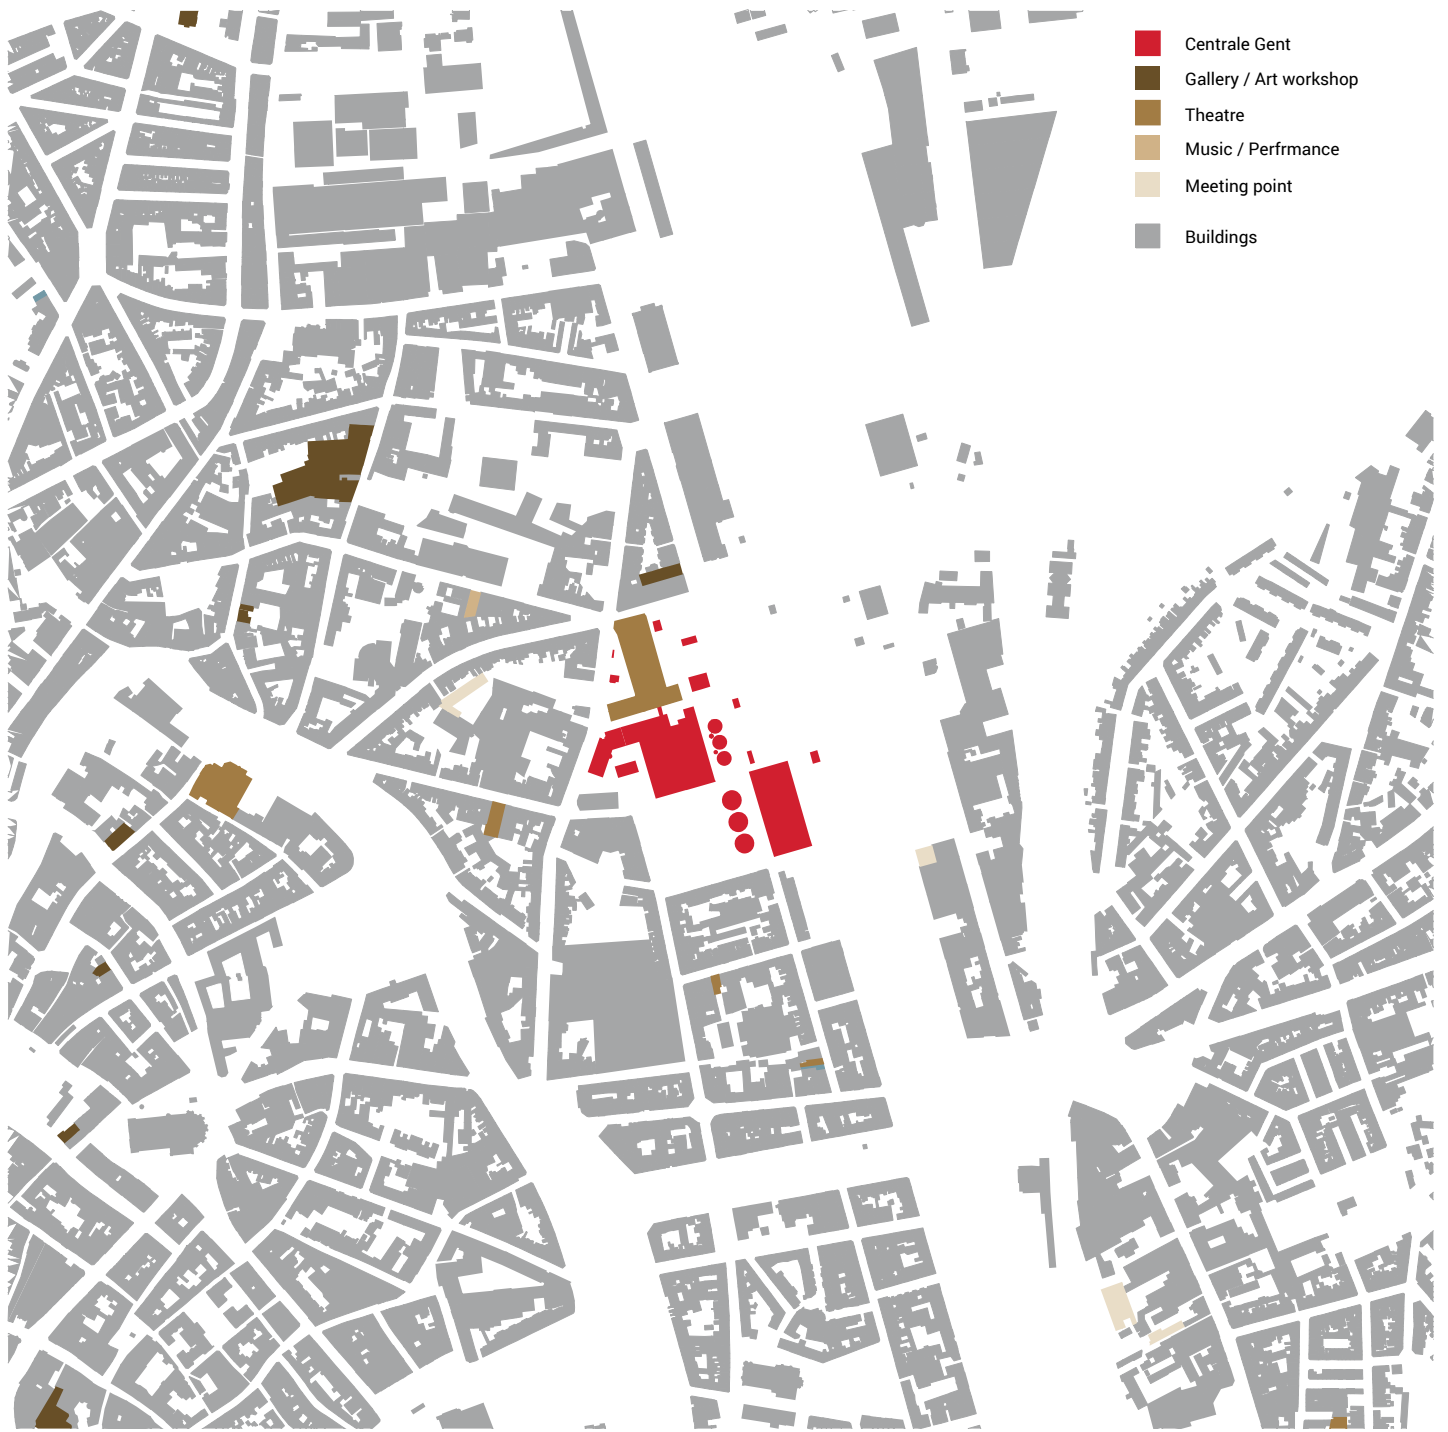 Centrale Gent
Gallery / Art workshop
Theatre
Music / Perfrmance
Meeting point
Buildings